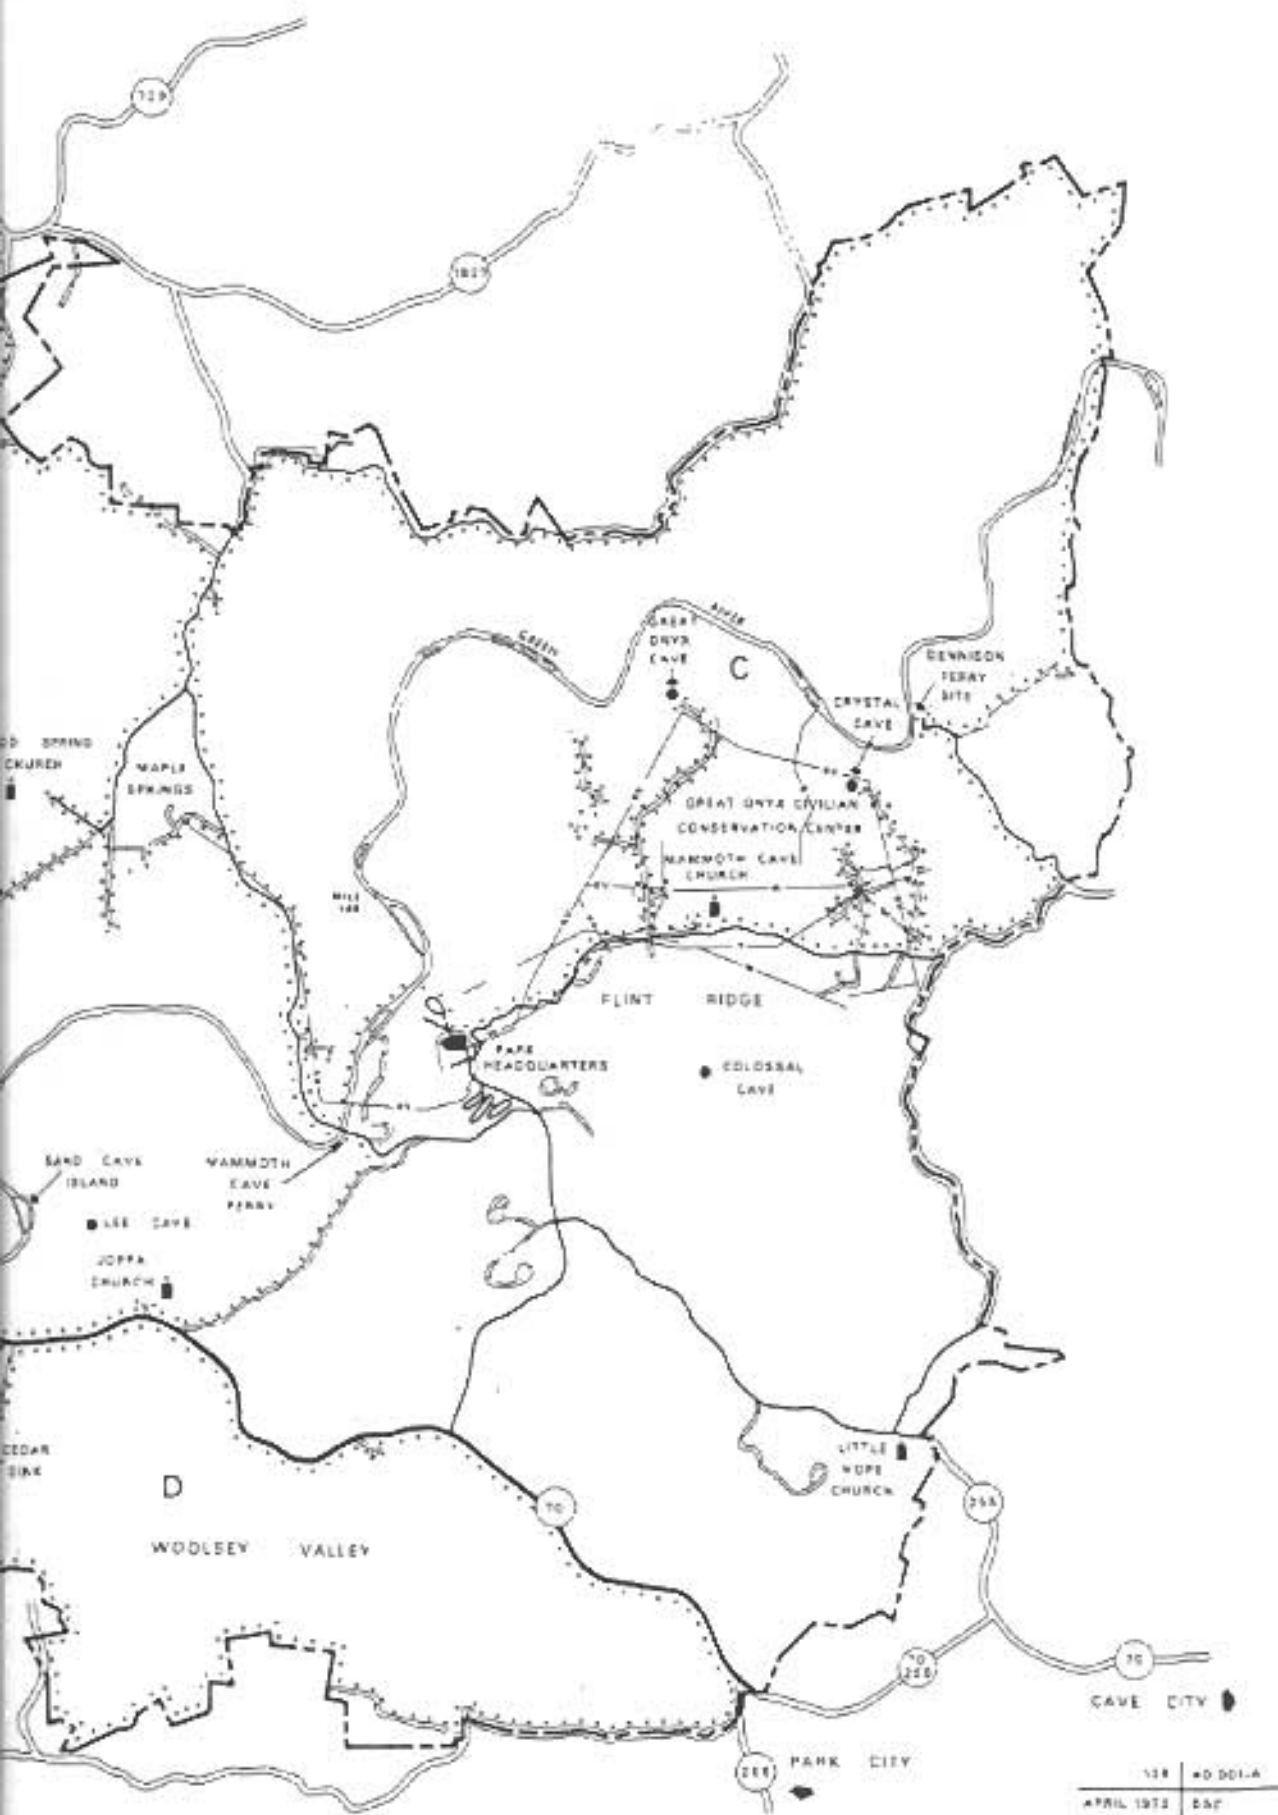 729
1827
GREEN
RIVER
GREAT
ONYX
CAVE
C
DENNISON
FERRY
SITE
CRYSTAL
CAVE
SPRING
CHURCH
MAPLE
SPRINGS
GREAT ONYX CIVILIAN
CONSERVATION CENTER
MAMMOTH CAVE
CHURCH
MILE
FLINT RIDGE
PARK
HEADQUARTERS
COLOSSAL
CAVE
SAND CAVE
ISLAND
MAMMOTH
CAVE
FERRY
LEE CAVE
JOPPA
CHURCH
CEDAR
SINK
D
WOOLSEY VALLEY
70
LITTLE
HOPE
CHURCH
255
70
255
70
CAVE CITY
PARK CITY
255
APRIL 1972